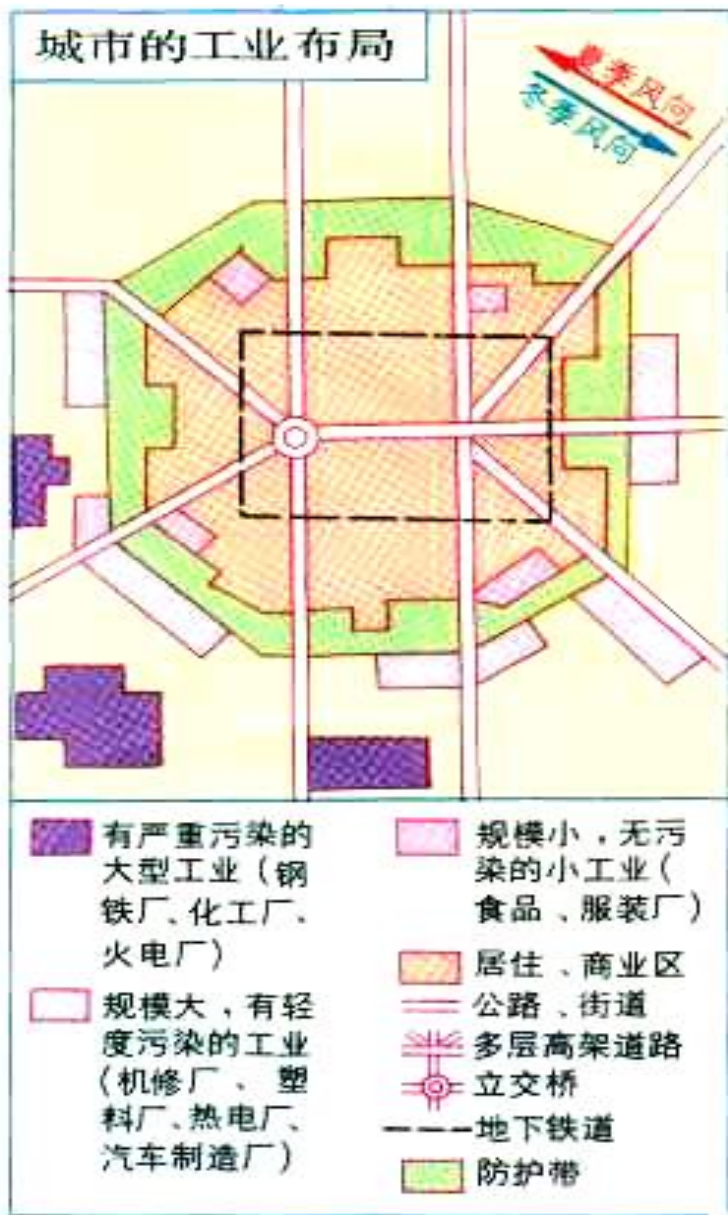 城市的工业布局
夏季风向
冬季风向
有严重污染的
大型工业（钢
铁厂、化工厂、
火电厂）
规模大，有轻
度污染的工业
（机修厂、塑
料厂、热电厂、
汽车制造厂）
规模小，无污
染的小工业（
食品、服装厂）
居住、商业区
公路、街道
多层高架道路
立交桥
地下铁道
防护带